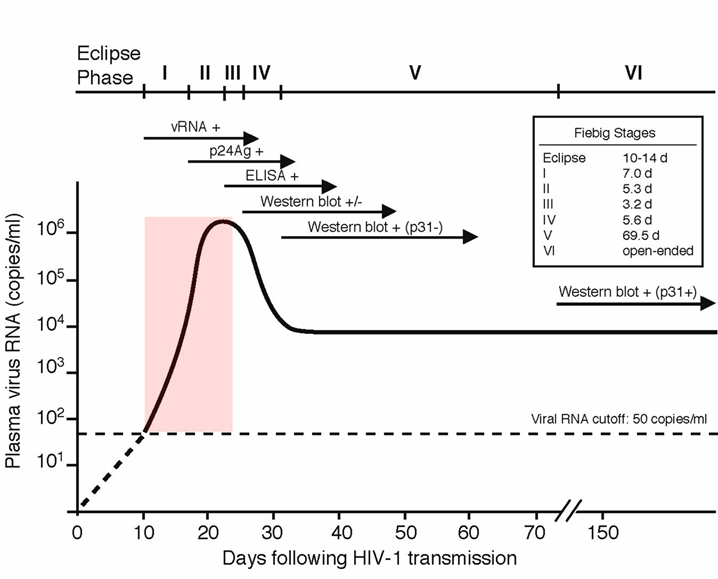 Eclipse
Phase
I II III IV V VI
vRNA +
p24Ag +
ELISA +
Western blot +/-
Western blot + (p31-)
Western blot + (p31+)
Fiebig Stages
Eclipse 10-14 d
I 7.0 d
II 5.3 d
III 3.2 d
IV 5.6 d
V 69.5 d
VI open-ended
Plasma virus RNA (copies/ml)
10⁶
10⁵
10⁴
10³
10²
10¹
Viral RNA cutoff: 50 copies/ml
0 10 20 30 40 50 60 70 150
Days following HIV-1 transmission